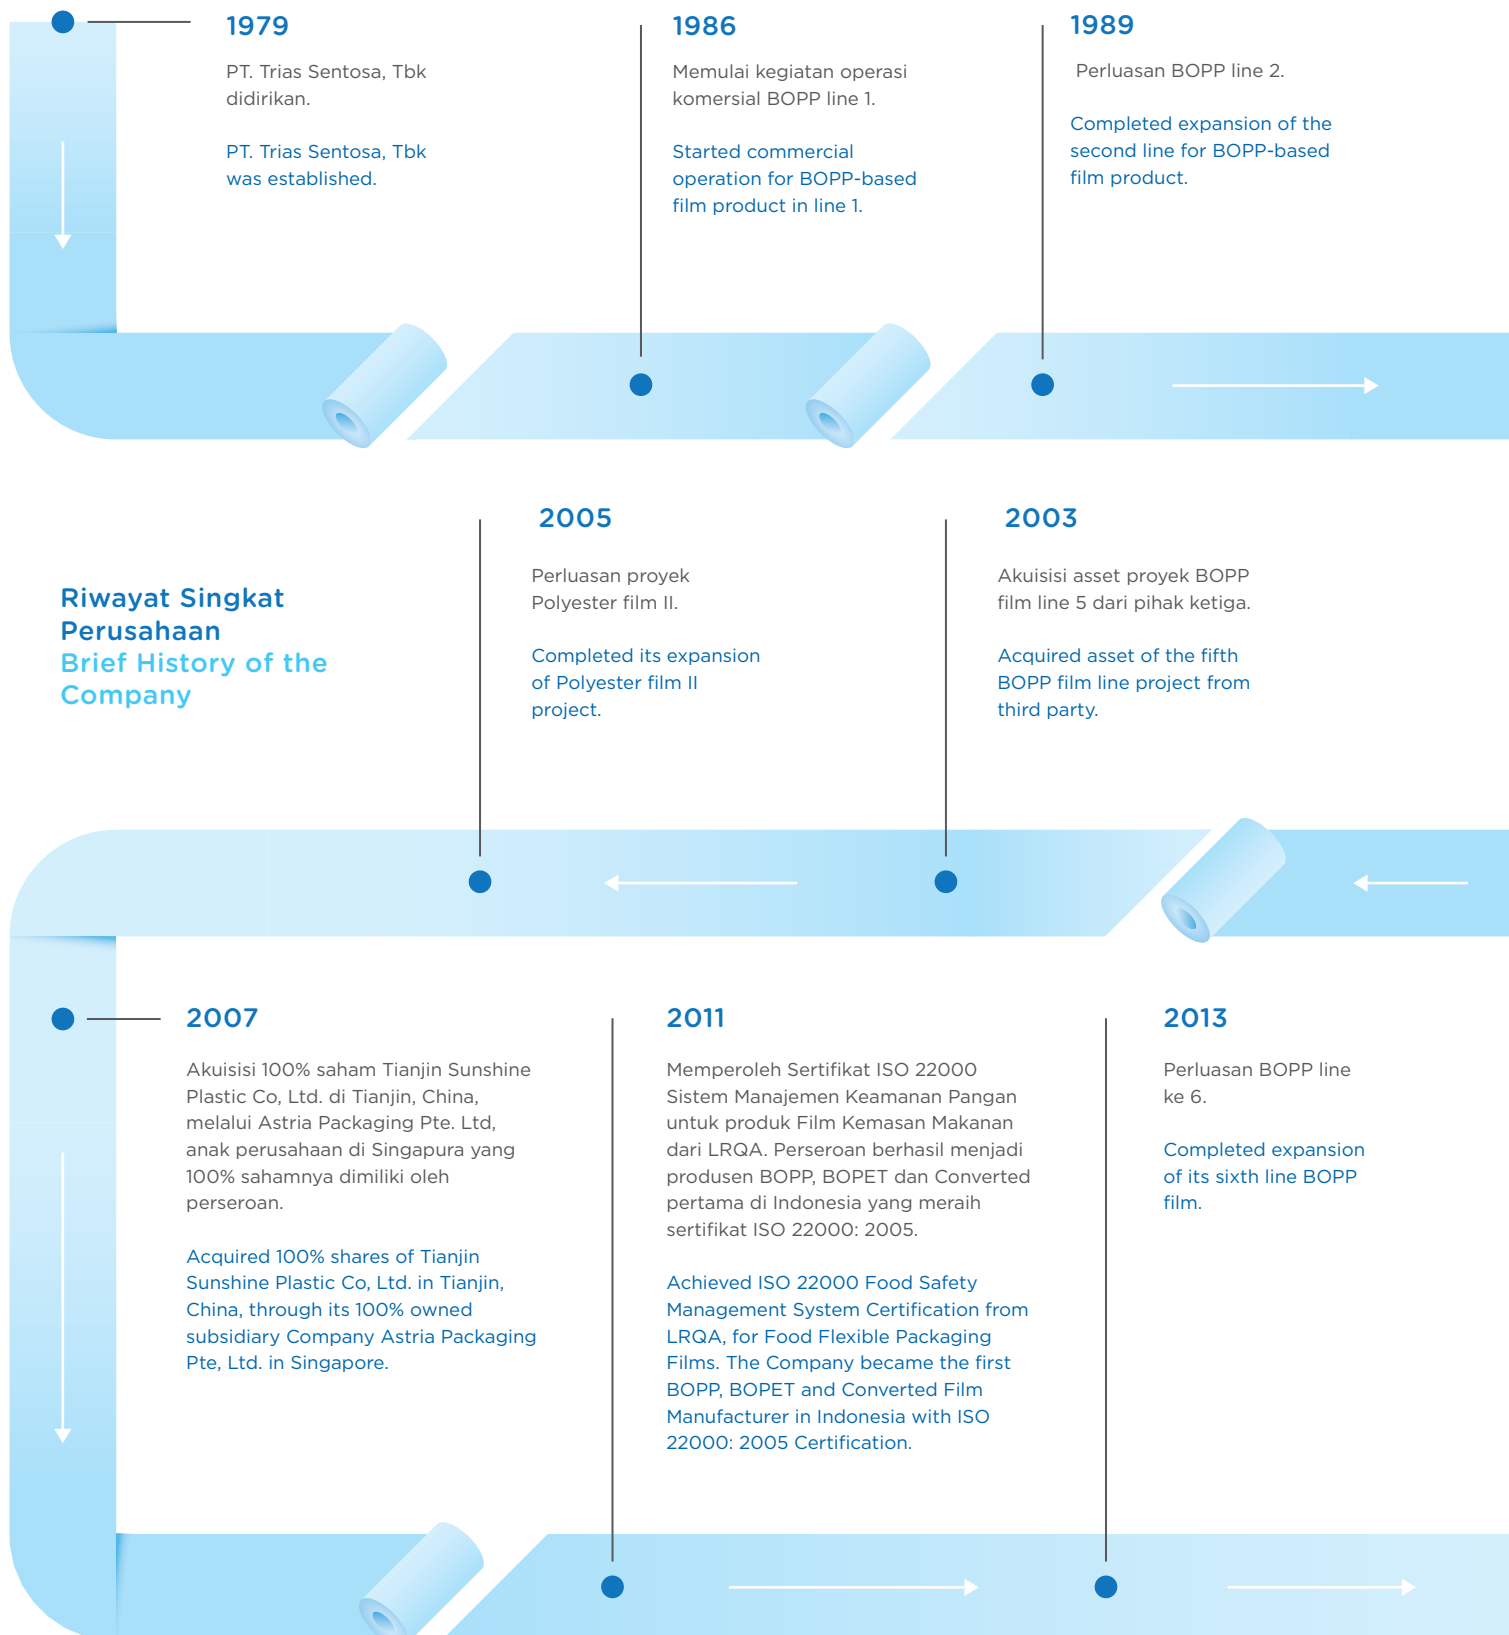 1979
PT. Trias Sentosa, Tbk
didirikan.
PT. Trias Sentosa, Tbk
was established.
1986
Memulai kegiatan operasi
komersial BOPP line 1.
Started commercial
operation for BOPP-based
film product in line 1.
1989
Perluasan BOPP line 2.
Completed expansion of the
second line for BOPP-based
film product.
Riwayat Singkat
Perusahaan
Brief History of the
Company
2005
Perluasan proyek
Polyester film II.
Completed its expansion
of Polyester film II
project.
2003
Akuisisi asset proyek BOPP
film line 5 dari pihak ketiga.
Acquired asset of the fifth
BOPP film line project from
third party.
2007
Akuisisi 100% saham Tianjin Sunshine
Plastic Co, Ltd. di Tianjin, China,
melalui Astria Packaging Pte. Ltd,
anak perusahaan di Singapura yang
100% sahamnya dimiliki oleh
perseroan.
Acquired 100% shares of Tianjin
Sunshine Plastic Co, Ltd. in Tianjin,
China, through its 100% owned
subsidiary Company Astria Packaging
Pte, Ltd. in Singapore.
2011
Memperoleh Sertifikat ISO 22000
Sistem Manajemen Keamanan Pangan
untuk produk Film Kemasan Makanan
dari LRQA. Perseroan berhasil menjadi
produsen BOPP, BOPET dan Converted
pertama di Indonesia yang meraih
sertifikat ISO 22000: 2005.
Achieved ISO 22000 Food Safety
Management System Certification from
LRQA, for Food Flexible Packaging
Films. The Company became the first
BOPP, BOPET and Converted Film
Manufacturer in Indonesia with ISO
22000: 2005 Certification.
2013
Perluasan BOPP line
ke 6.
Completed expansion
of its sixth line BOPP
film.